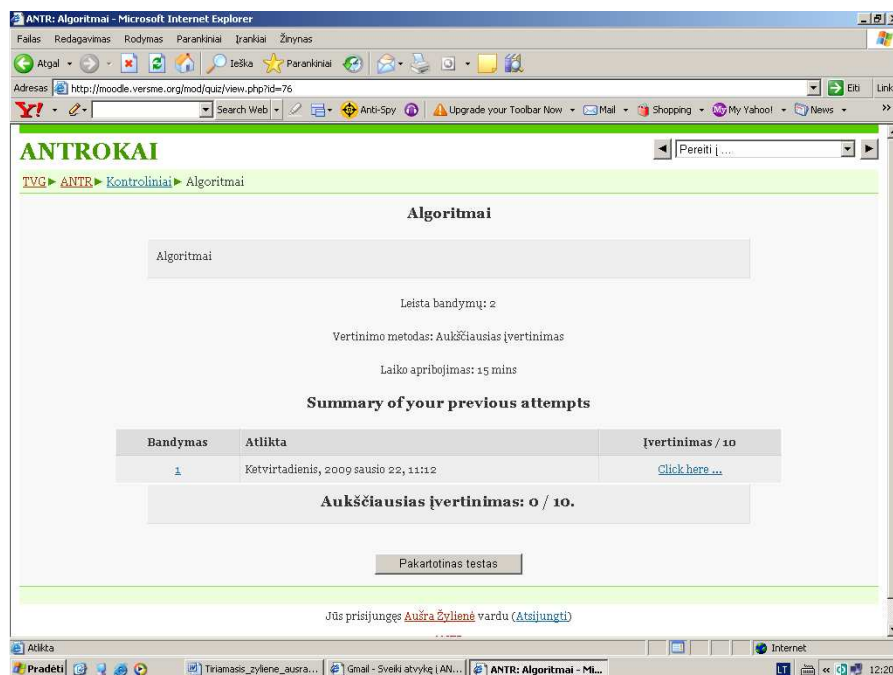 ANTR: Algoritmai - Microsoft Internet Explorer
Failas Redagavimas Rodymas Parankiniai Įrankiai Žinynas
Atgal Ieška Parankiniai
Adresas http://moodle.versme.org/mod/quiz/view.php?id=76 Eiti Link
Y! Search Web Anti-Spy Upgrade your Toolbar Now Mail Shopping My Yahoo! News »
ANTROKAI Pereiti į ...
TVG ► ANTR ► Kontroliniai ► Algoritmai
Algoritmai
Algoritmai
Leista bandymų: 2
Vertinimo metodas: Aukščiausias įvertinimas
Laiko apribojimas: 15 mins
Summary of your previous attempts
Bandymas Atlikta Įvertinimas / 10
1 Ketvirtadienis, 2009 sausio 22, 11:12 Click here ...
Aukščiausias įvertinimas: 0 / 10.
Pakartotinas testas
Jūs prisijungęs Aušra Žylienė vardu (Atsijungti)
Atlikta Internet
Pradėti Tiriamasis_zyliene_ausra... Gmail - Sveiki atvykę į AN... ANTR: Algoritmai - Mi... LT « 12:20